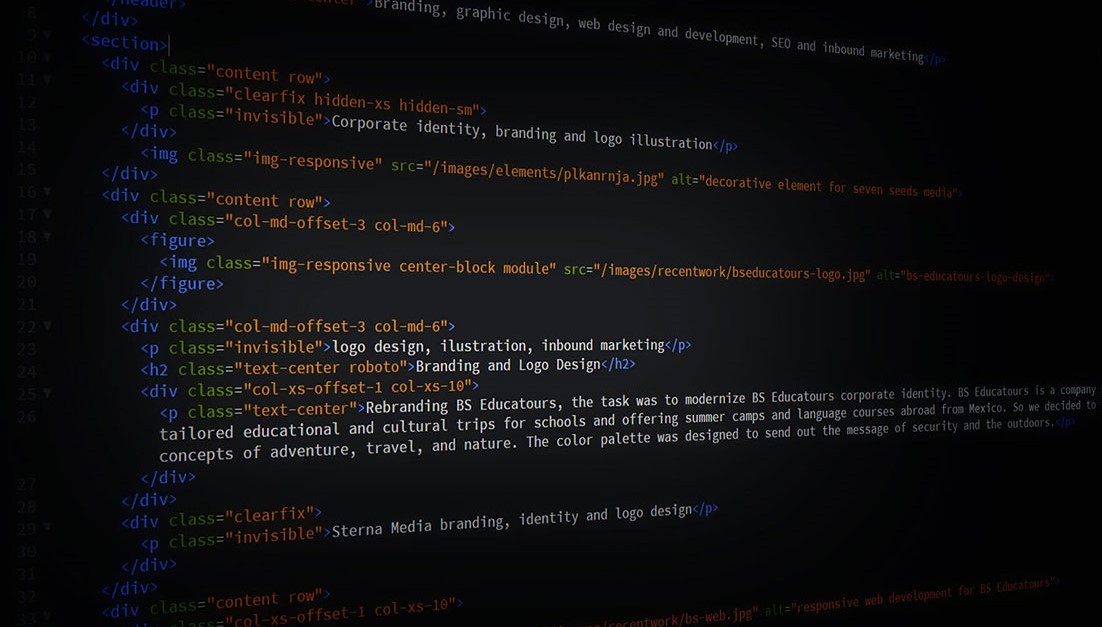 </header>
center">Branding, graphic design, web design and development, SEO and inbound marketing</p>
8 </div>
9 <section>
10 <div class="content row">
11 <div class="clearfix hidden-xs hidden-sm">
12 <p class="invisible">Corporate identity, branding and logo illustration</p>
13 </div>
14 <img class="img-responsive" src="/images/elements/plkanrnja.jpg" alt="decorative element for seven seeds media">
15 </div>
16 <div class="content row">
17 <div class="col-md-offset-3 col-md-6">
18 <figure>
19 <img class="img-responsive center-block module" src="/images/recentwork/bseducatours-logo.jpg" alt="bs-educatours-logo-design">
20 </figure>
21 </div>
22 <div class="col-md-offset-3 col-md-6">
23 <p class="invisible">logo design, ilustration, inbound marketing</p>
24 <h2 class="text-center roboto">Branding and Logo Design</h2>
25 <div class="col-xs-offset-1 col-xs-10">
26 <p class="text-center">Rebranding BS Educatours, the task was to modernize BS Educatours corporate identity. BS Educatours is a company
tailored educational and cultural trips for schools and offering summer camps and language courses abroad from Mexico. So we decided to
concepts of adventure, travel, and nature. The color palette was designed to send out the message of security and the outdoors.</p>
27 </div>
28 </div>
29 <div class="clearfix">
30 <p class="invisible">Sterna Media branding, identity and logo design</p>
31 </div>
32 </div>
33 <div class="content row">
class="col-xs-offset-1 col-xs-10">
recentwork/bs-web.jpg" alt="responsive web development for BS Educatours"